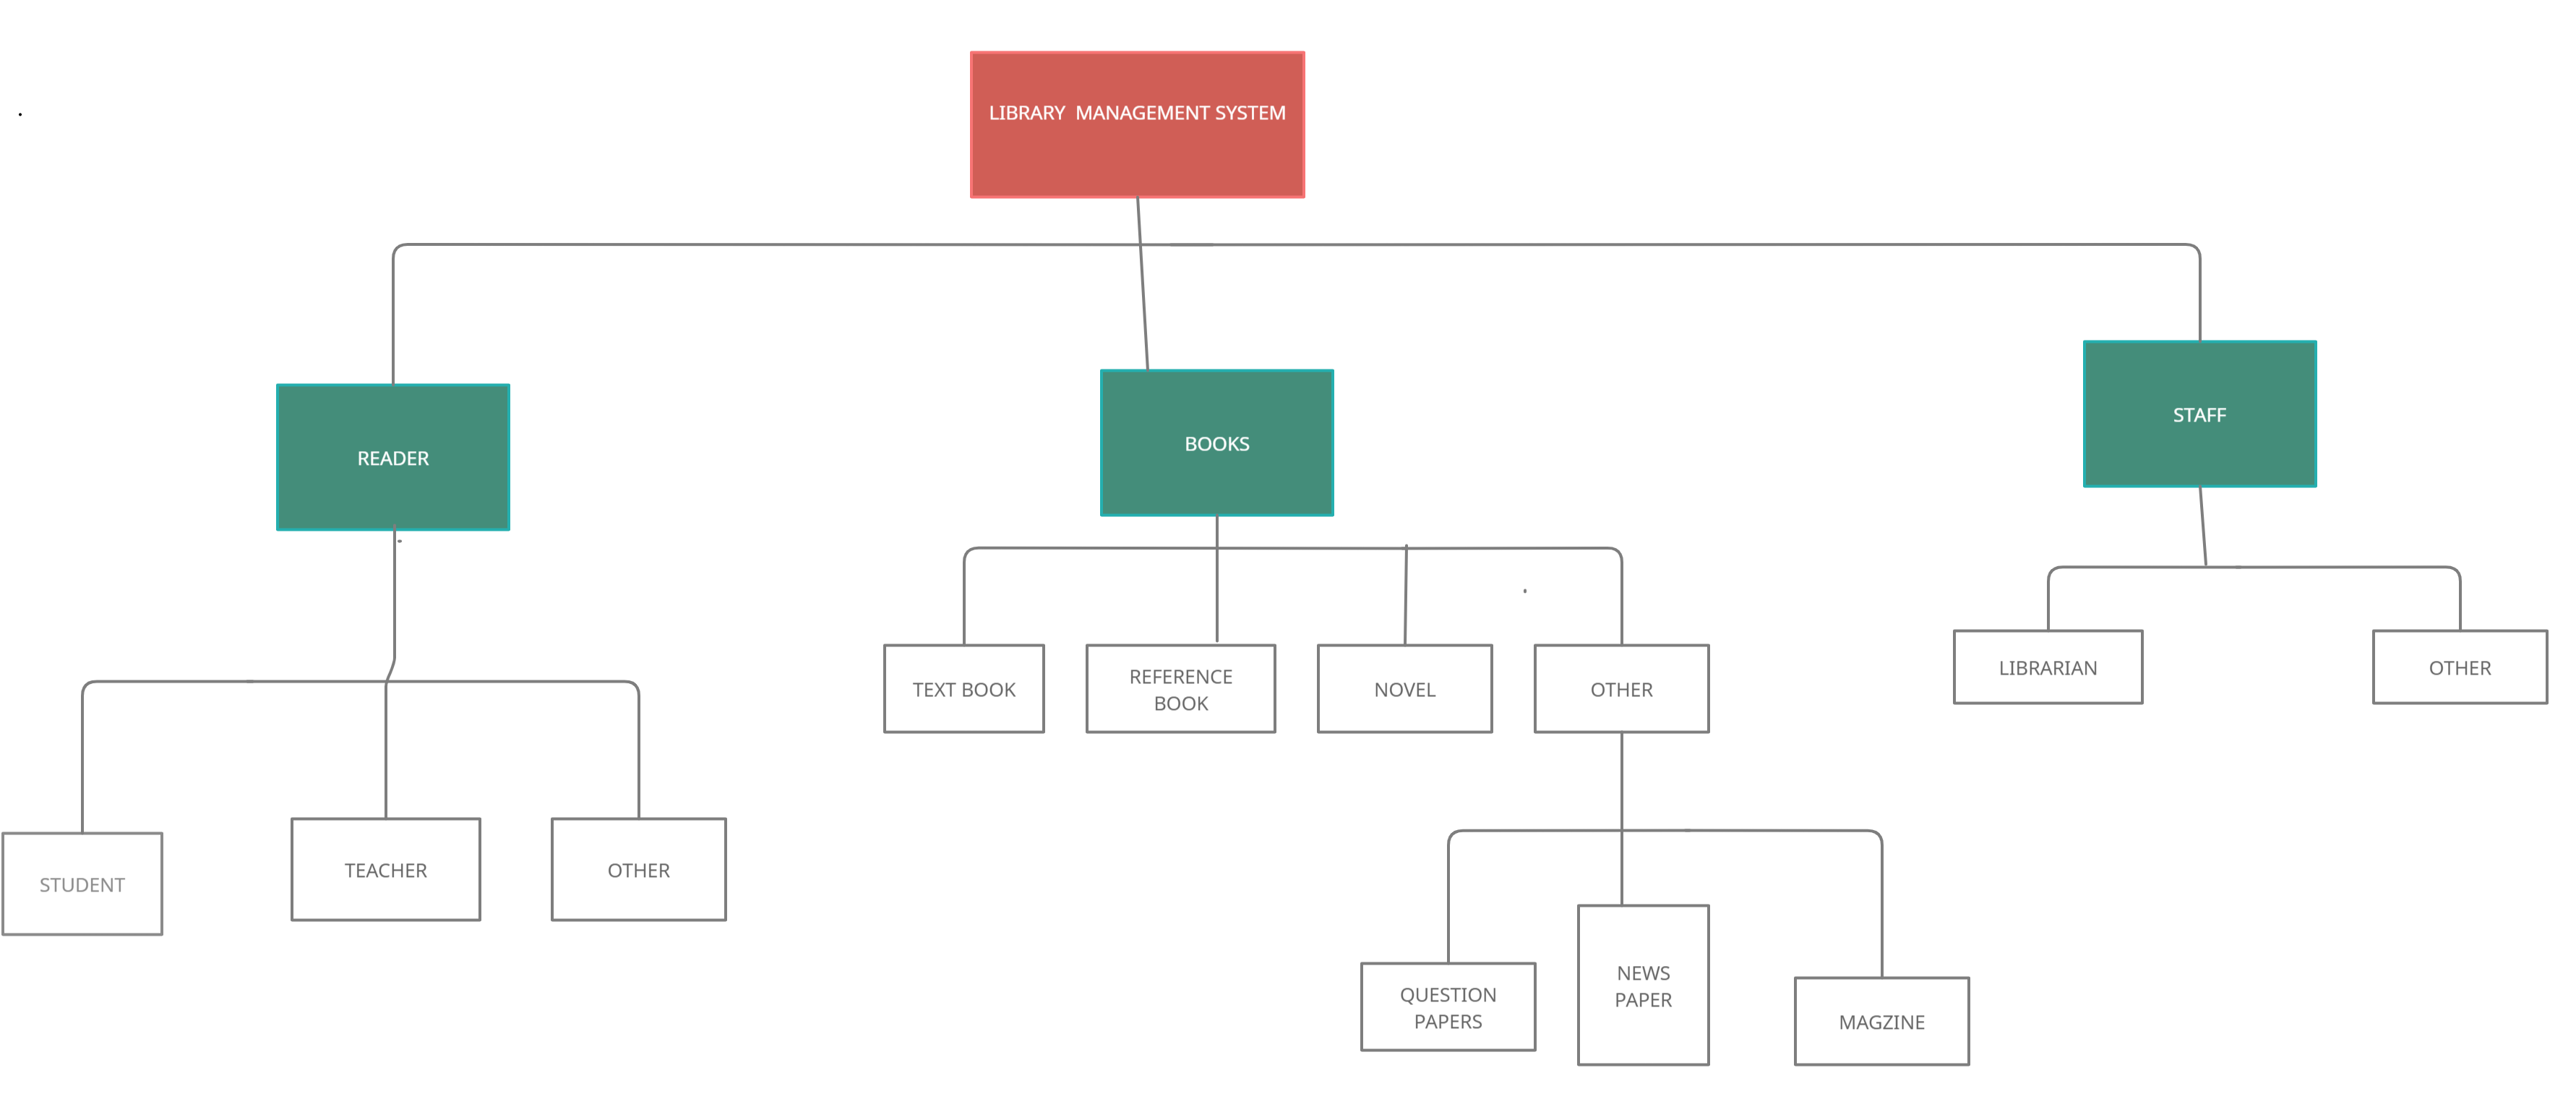 LIBRARY  MANAGEMENT SYSTEM
READER
BOOKS
STAFF
TEXT BOOK
REFERENCE
BOOK
NOVEL
OTHER
LIBRARIAN
OTHER
STUDENT
TEACHER
OTHER
QUESTION
PAPERS
NEWS
PAPER
MAGZINE